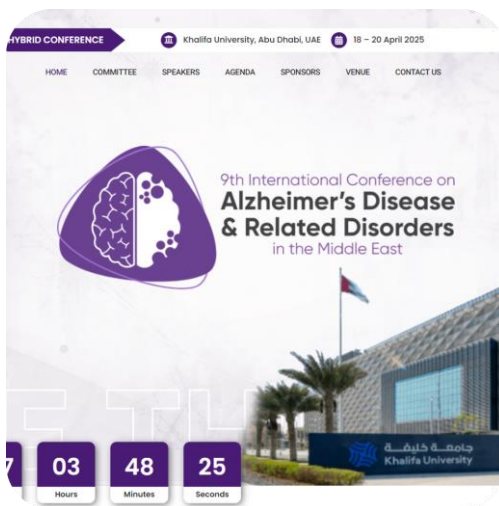 HYBRID CONFERENCE
Khalifa University, Abu Dhabi, UAE
18 – 20 April 2025
HOME COMMITTEE SPEAKERS AGENDA SPONSORS VENUE CONTACT US
9th International Conference on
Alzheimer's Disease
& Related Disorders
in the Middle East
جامعة خليفة
Khalifa University
03 48 25
Hours Minutes Seconds